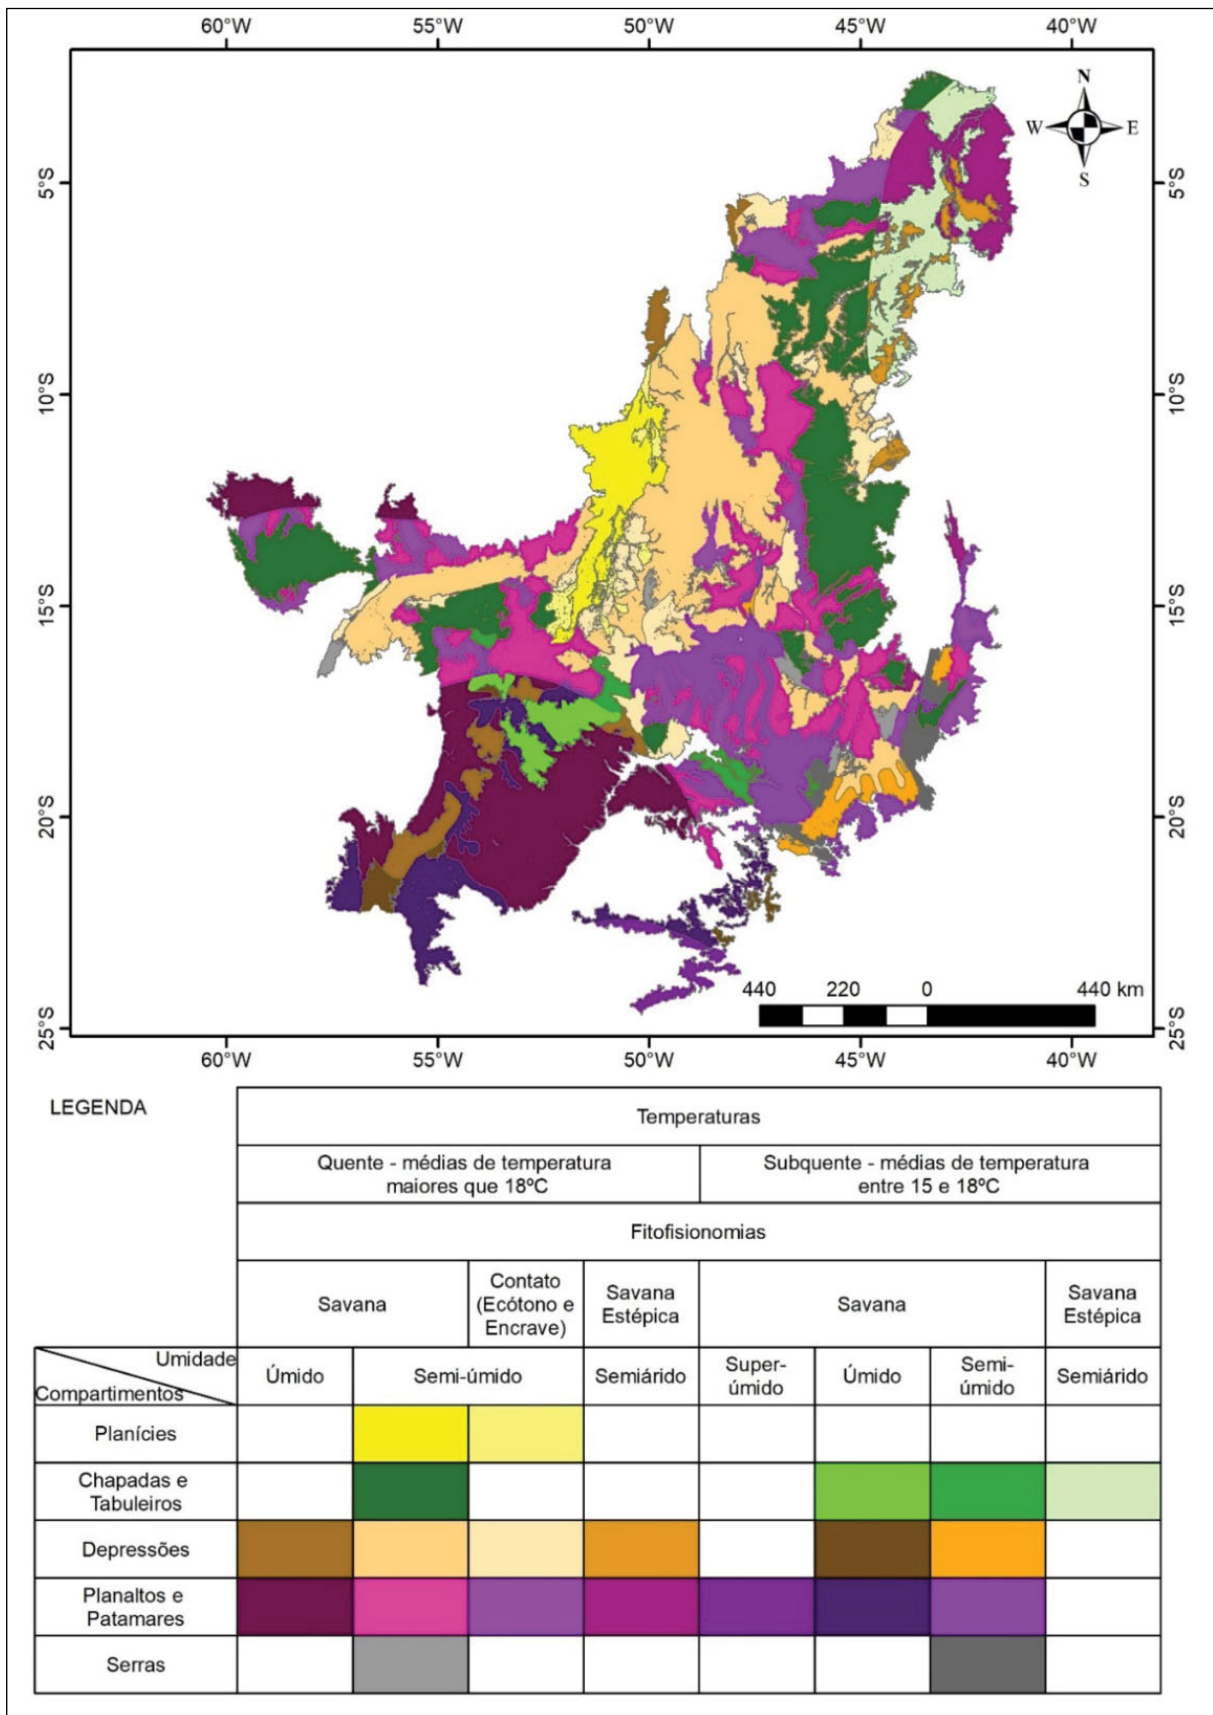 60°W 55°W 50°W 45°W 40°W
N
W E
S
5°S 5°S
10°S 10°S
15°S 15°S
20°S 20°S
25°S 25°S
440 220 0 440 km
60°W 55°W 50°W 45°W 40°W
LEGENDA
Temperaturas
Quente - médias de temperatura
maiores que 18ºC
Subquente - médias de temperatura
entre 15 e 18ºC
Fitofisionomias
Savana
Contato
(Ecótono e
Encrave)
Savana
Estépica
Savana
Savana
Estépica
Umidade
Compartimentos
Úmido
Semi-úmido
Semiárido
Super-
úmido
Úmido
Semi-
úmido
Semiárido
Planícies
Chapadas e
Tabuleiros
Depressões
Planaltos e
Patamares
Serras